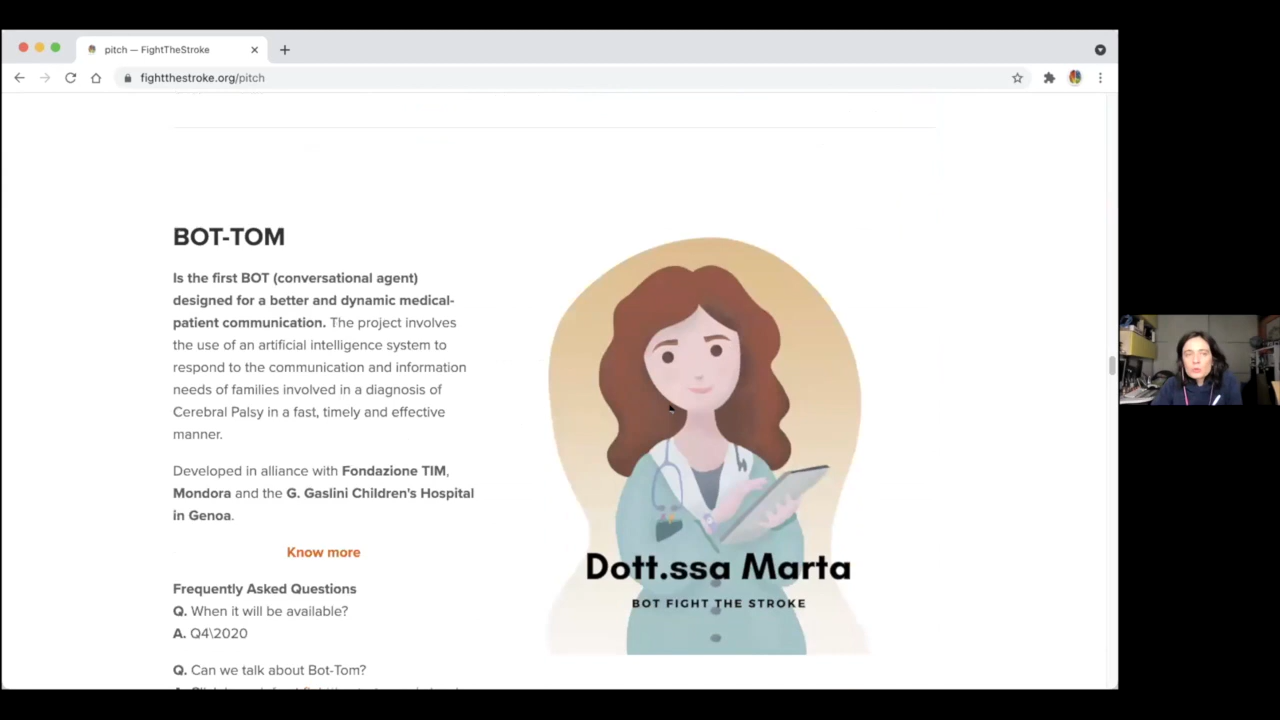 pitch — FightTheStroke
fightthestroke.org/pitch
BOT-TOM
Is the first BOT (conversational agent)
designed for a better and dynamic medical-
patient communication. The project involves
the use of an artificial intelligence system to
respond to the communication and information
needs of families involved in a diagnosis of
Cerebral Palsy in a fast, timely and effective
manner.
Developed in alliance with Fondazione TIM,
Mondora and the G. Gaslini Children's Hospital
in Genoa.
Know more
Frequently Asked Questions
Q. When it will be available?
A. Q4\2020
Q. Can we talk about Bot-Tom?
Dott.ssa Marta
BOT FIGHT THE STROKE